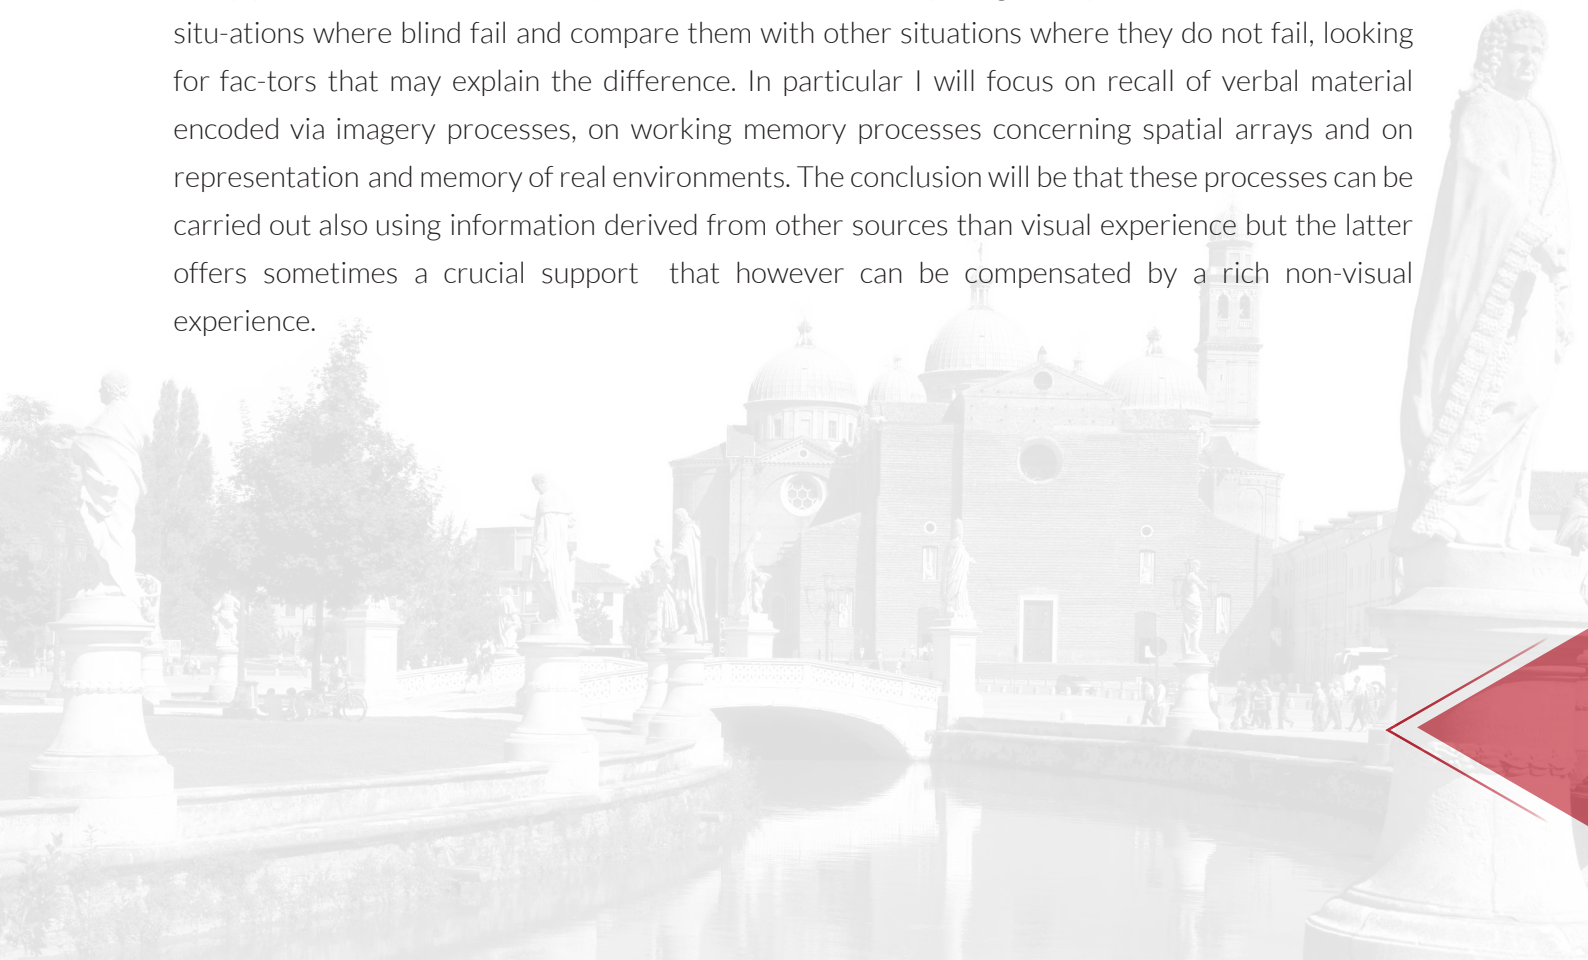 situ-ations where blind fail and compare them with other situations where they do not fail, looking
for fac-tors that may explain the difference. In particular I will focus on recall of verbal material
encoded via imagery processes, on working memory processes concerning spatial arrays and on
representation and memory of real environments. The conclusion will be that these processes can be
carried out also using information derived from other sources than visual experience but the latter
offers sometimes a crucial support that however can be compensated by a rich non-visual
experience.